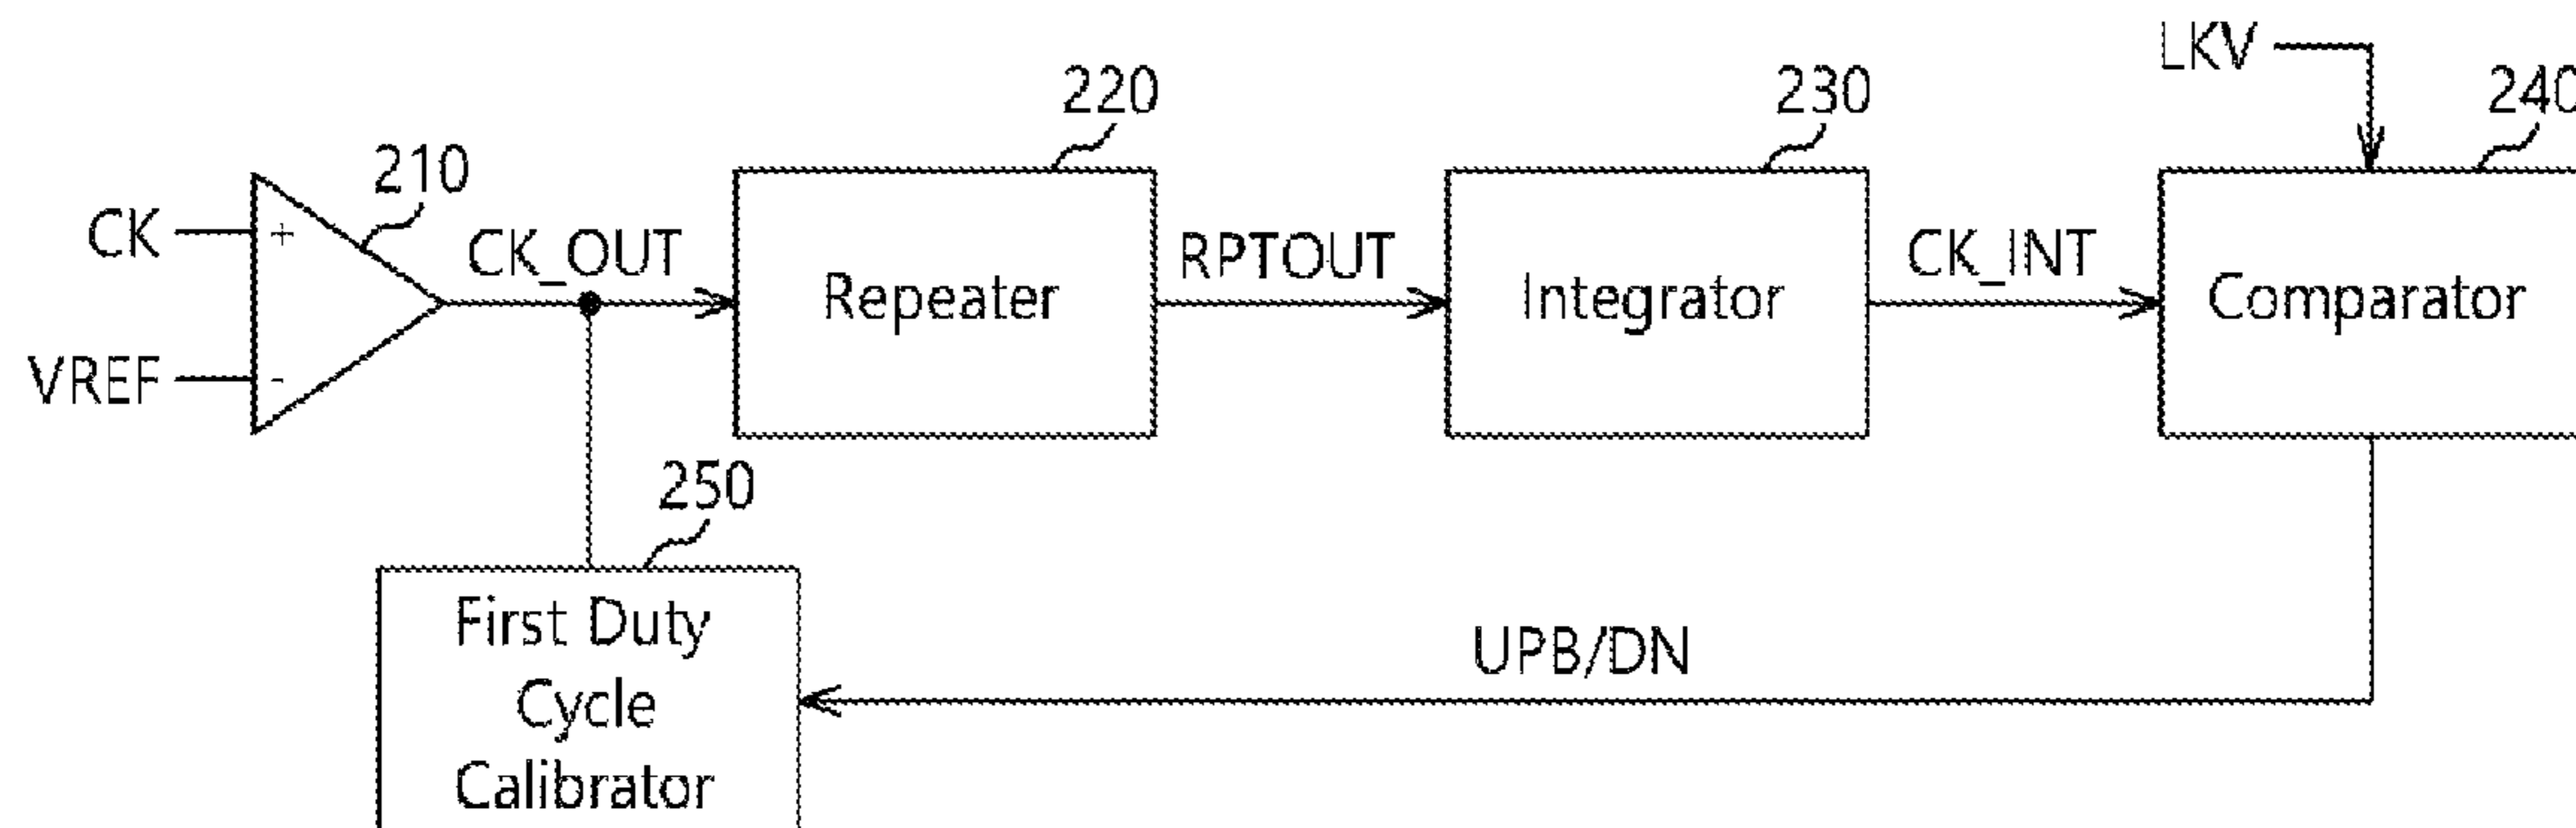 LKV
220
230
240
210
CK
+
CK_OUT
Repeater
RPTOUT
Integrator
CK_INT
Comparator
VREF
-
250
First Duty
Cycle
Calibrator
UPB/DN